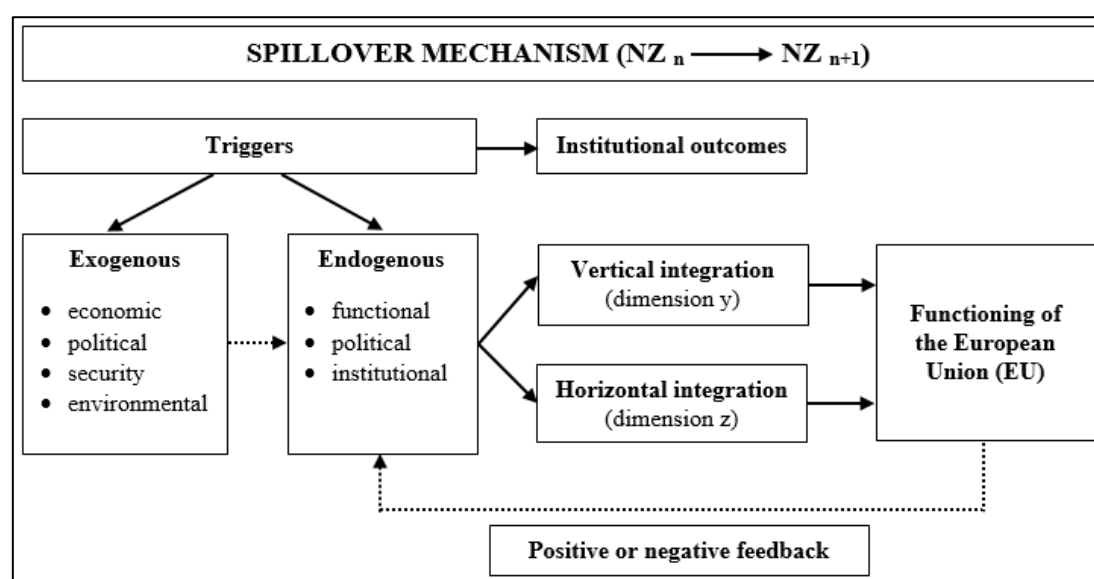 SPILLOVER MECHANISM (NZ n → NZ n+1)
Triggers
Institutional outcomes
Exogenous
• economic
• political
• security
• environmental
Endogenous
• functional
• political
• institutional
Vertical integration
(dimension y)
Horizontal integration
(dimension z)
Functioning of
the European
Union (EU)
Positive or negative feedback